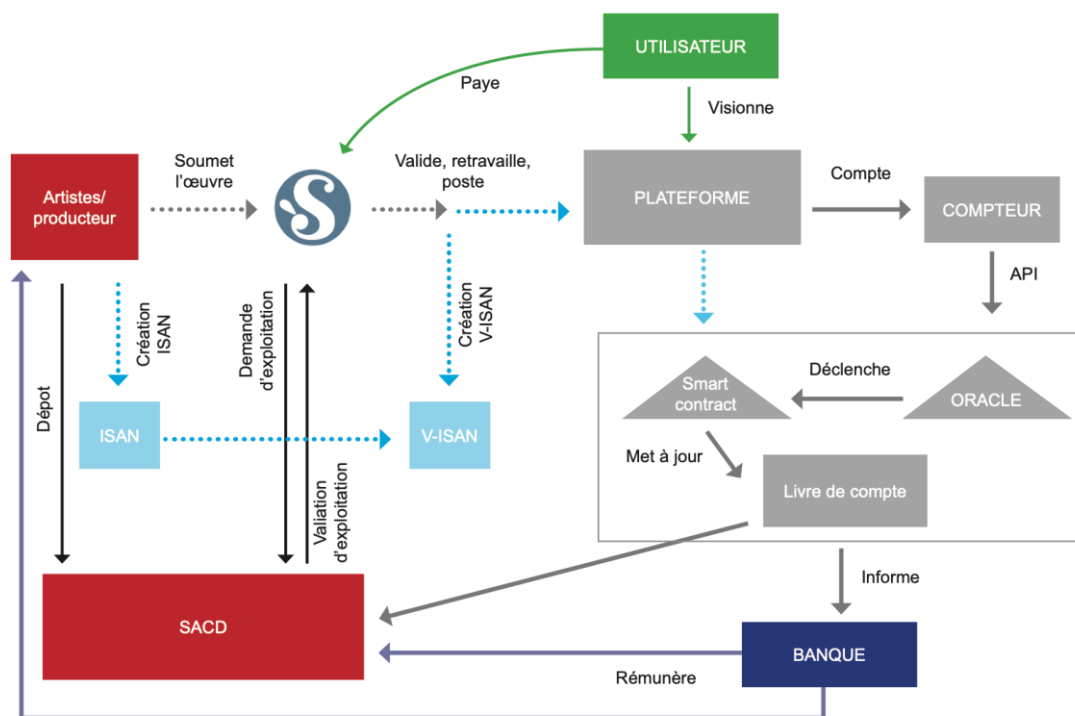 UTILISATEUR
Paye
Visionne
Artistes/
producteur
Soumet
l'œuvre
S
Valide, retravaille,
poste
PLATEFORME
Compte
COMPTEUR
API
Création
ISAN
Demande
d'exploitation
Création
V-ISAN
Dépot
ISAN
V-ISAN
Smart
contract
Déclenche
ORACLE
Met à jour
Livre de compte
Valiation
d'exploitation
Informe
SACD
BANQUE
Rémunère